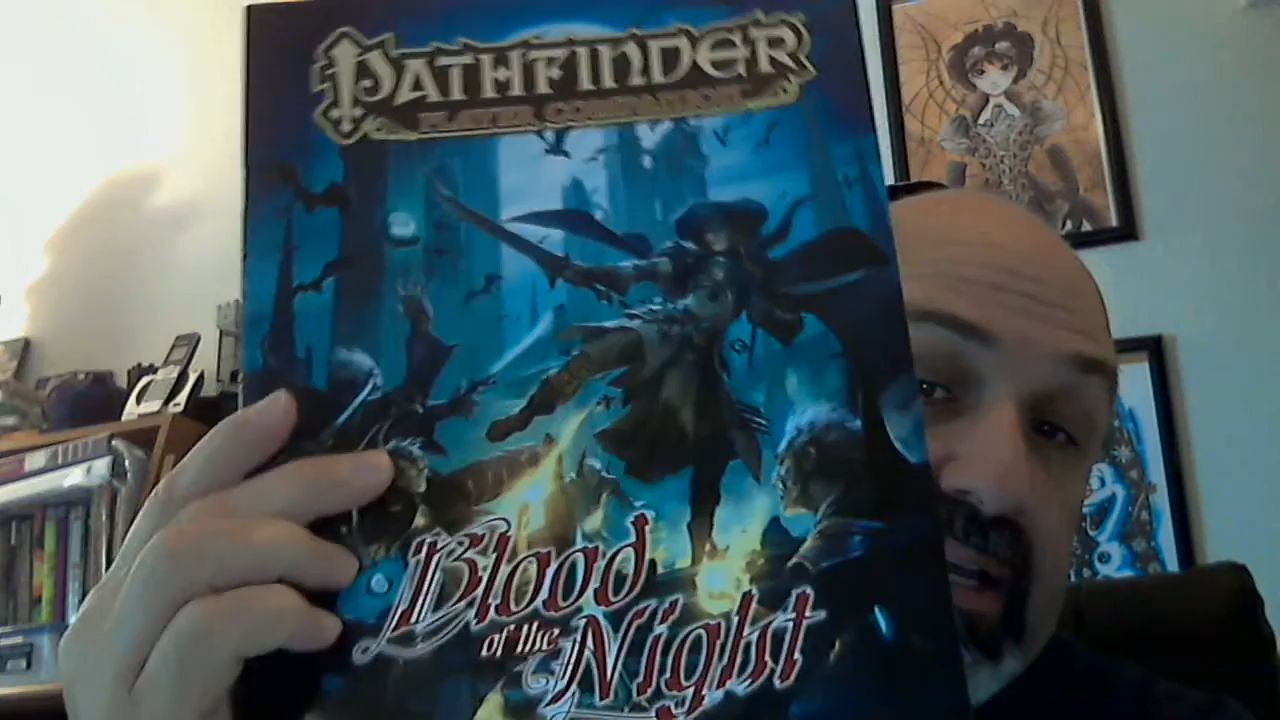 PATHFINDER
PLAYER COMPANION
Blood
of the
Night